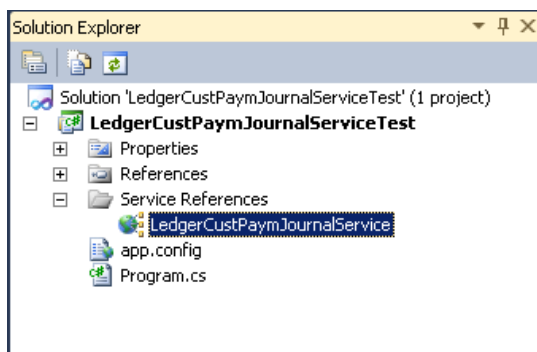 Solution Explorer
Solution 'LedgerCustPaymJournalServiceTest' (1 project)
LedgerCustPaymJournalServiceTest
Properties
References
Service References
LedgerCustPaymJournalService
app.config
Program.cs